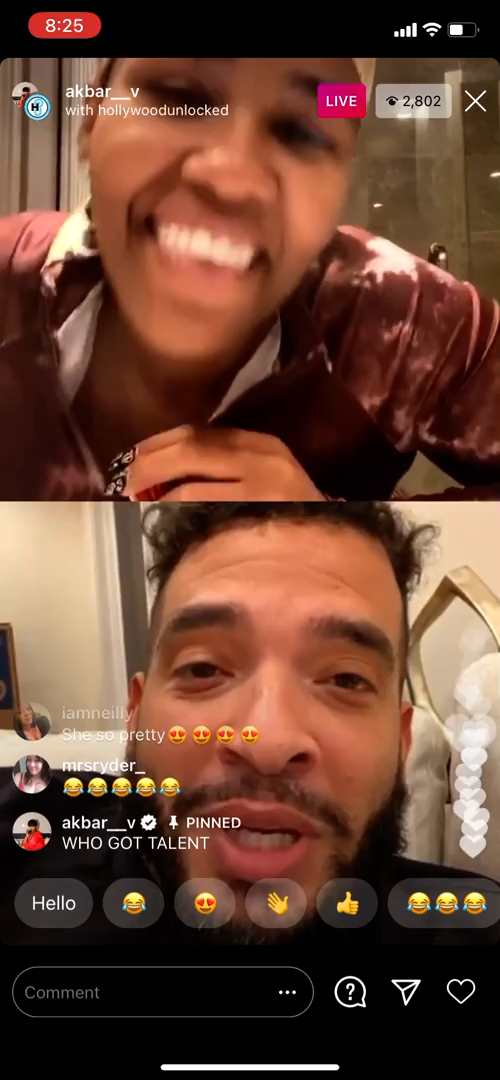 8:25
akbar__v
with hollywoodunlocked
LIVE
2,802
iamneilly
She so pretty😍😍😍😍
mrsryder_
😂😂😂😂😂
akbar__v PINNED
WHO GOT TALENT
Hello 😂 😍 👋 👍 😂😂😂
Comment